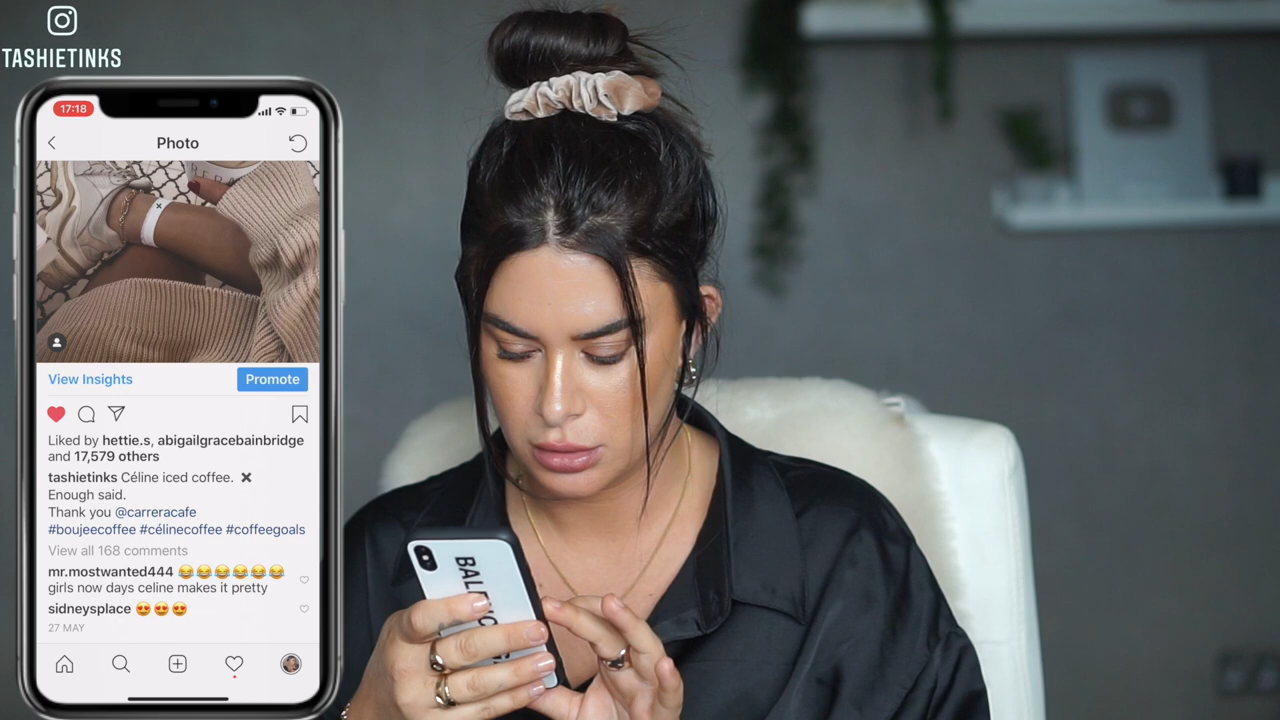 TASHIETINKS
17:18
Photo
View Insights
Promote
Liked by hettie.s, abigailgracebainbridge
and 17,579 others
tashietinks Céline iced coffee. ✖
Enough said.
Thank you @carreracafe
#boujeecoffee #célinecoffee #coffeegoals
View all 168 comments
mr.mostwanted444 😂😂😂😂😂😂
girls now days celine makes it pretty
sidneysplace 😍😍😍
27 MAY